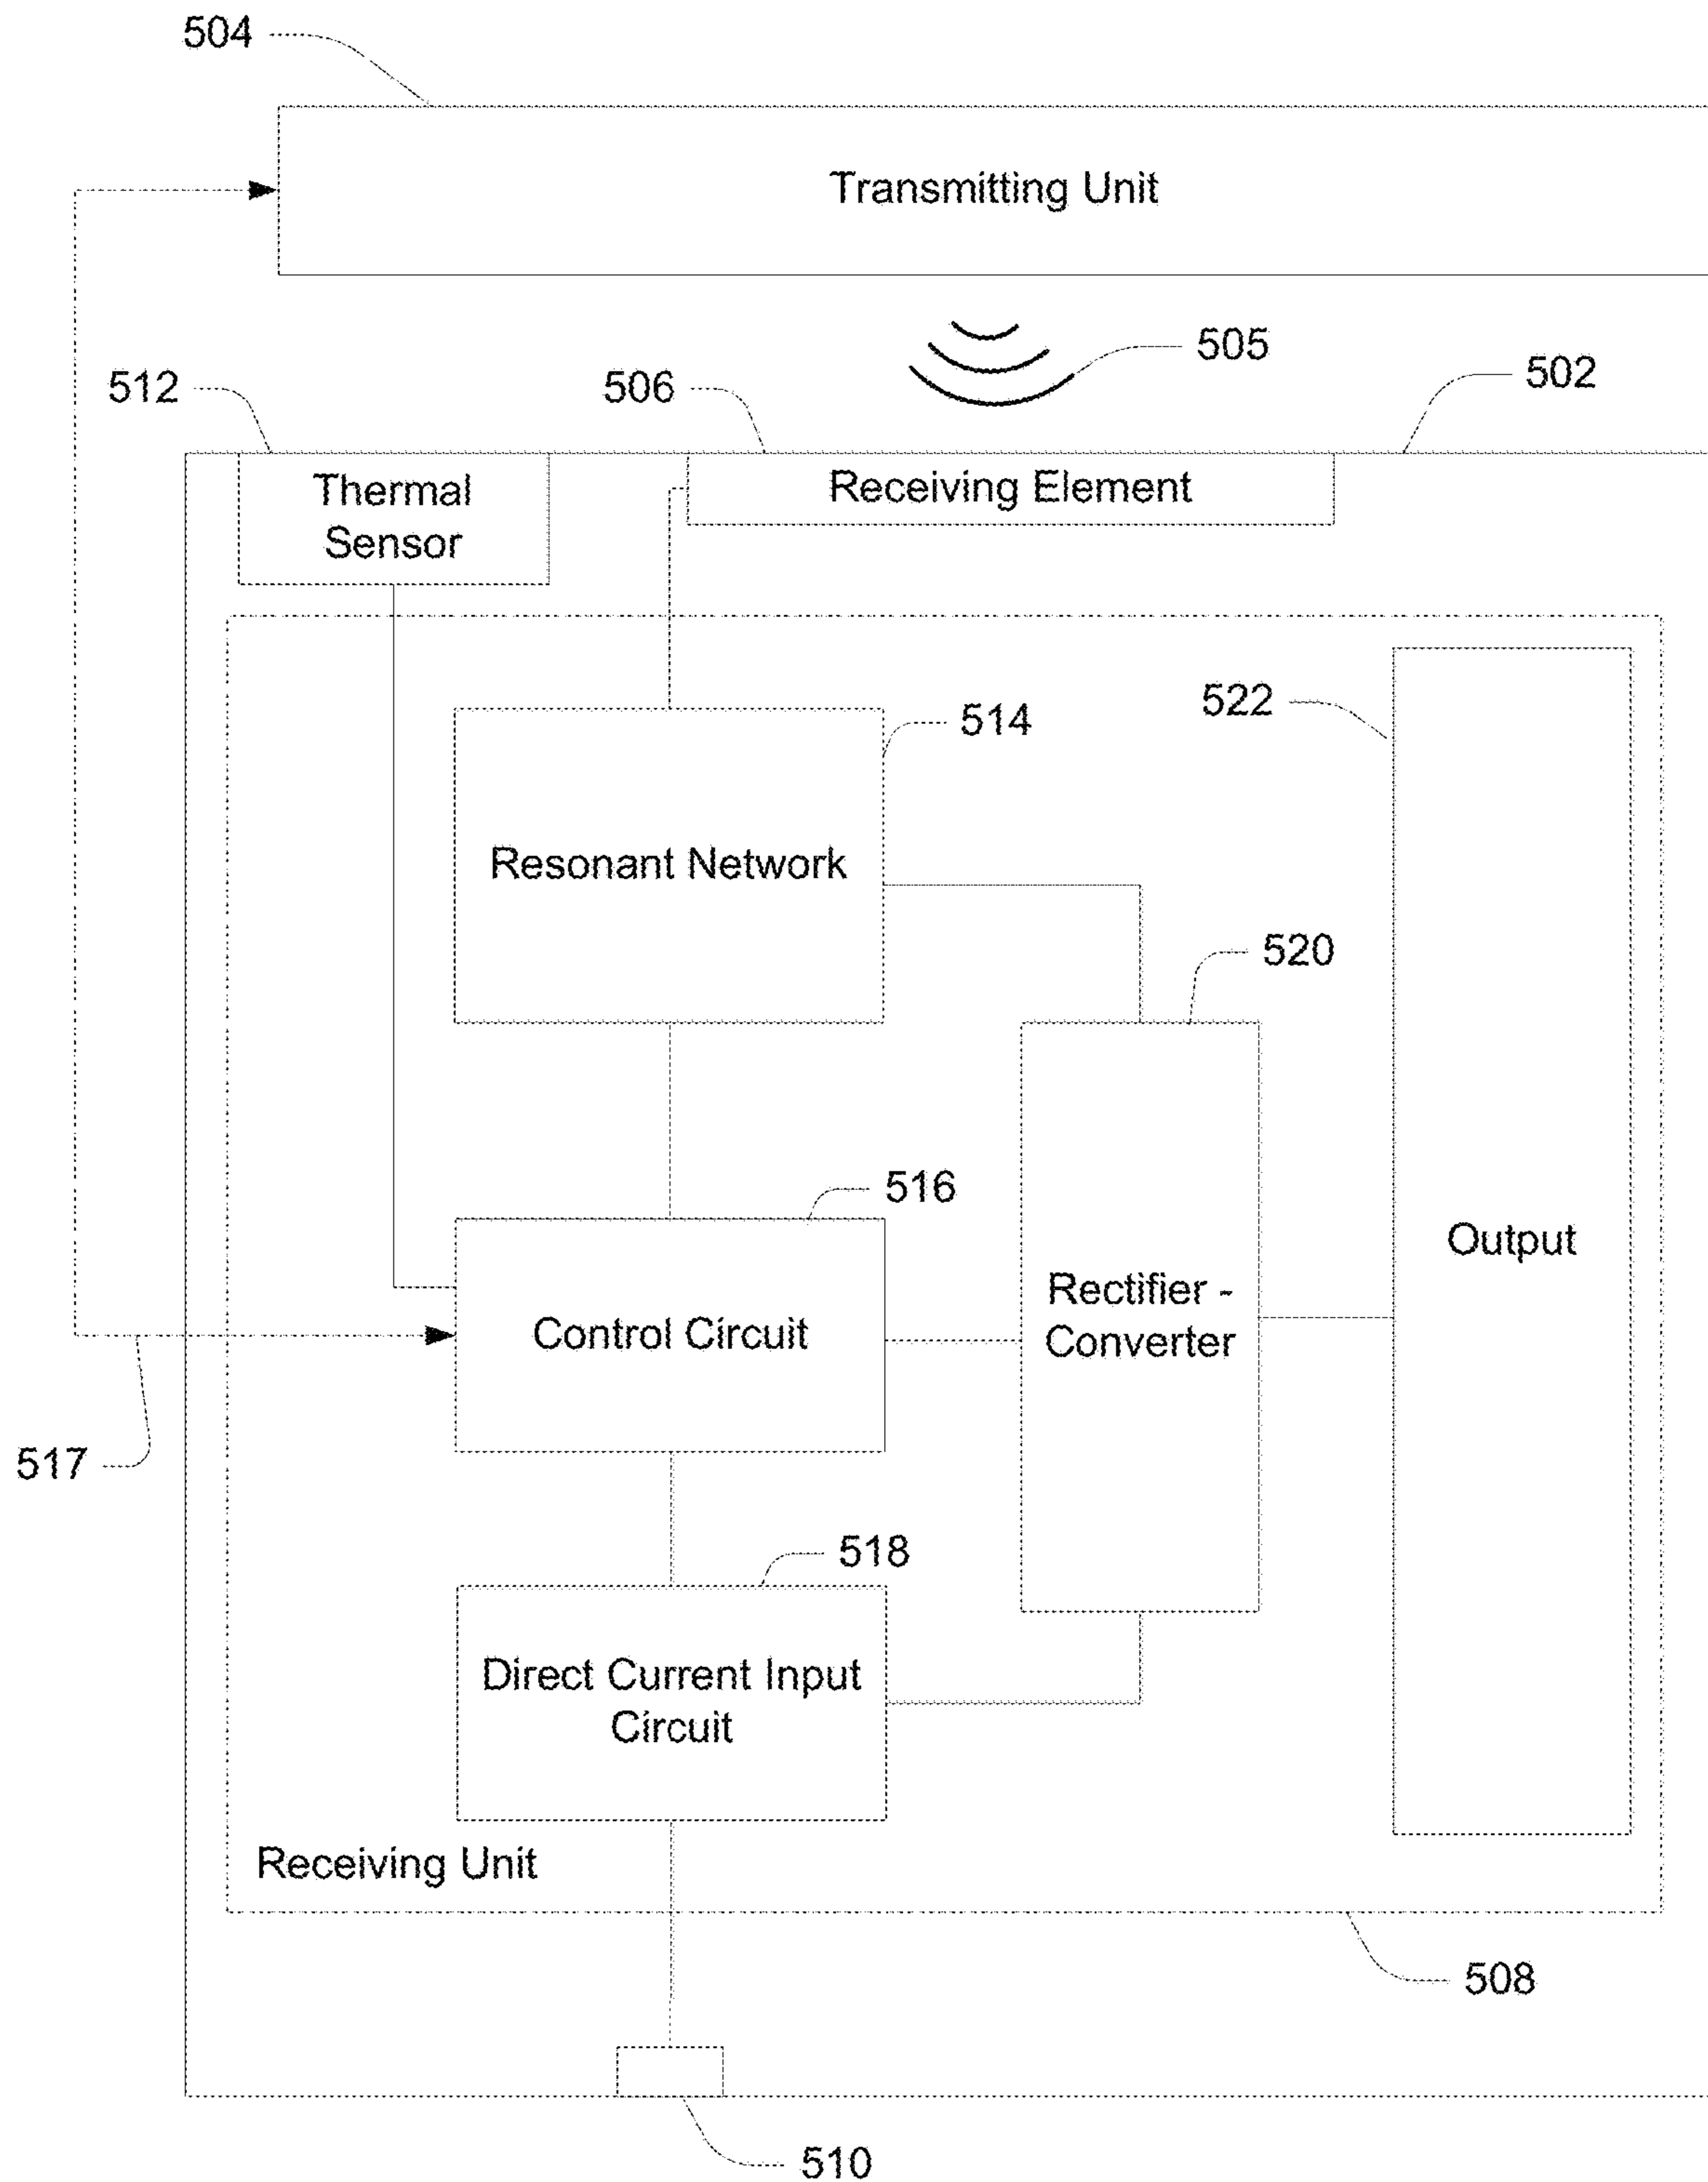 504
Transmitting Unit
505
502
512
506
Thermal
Sensor
Receiving Element
522
514
Resonant Network
520
516
Output
Rectifier -
Converter
Control Circuit
517
518
Direct Current Input
Circuit
Receiving Unit
508
510